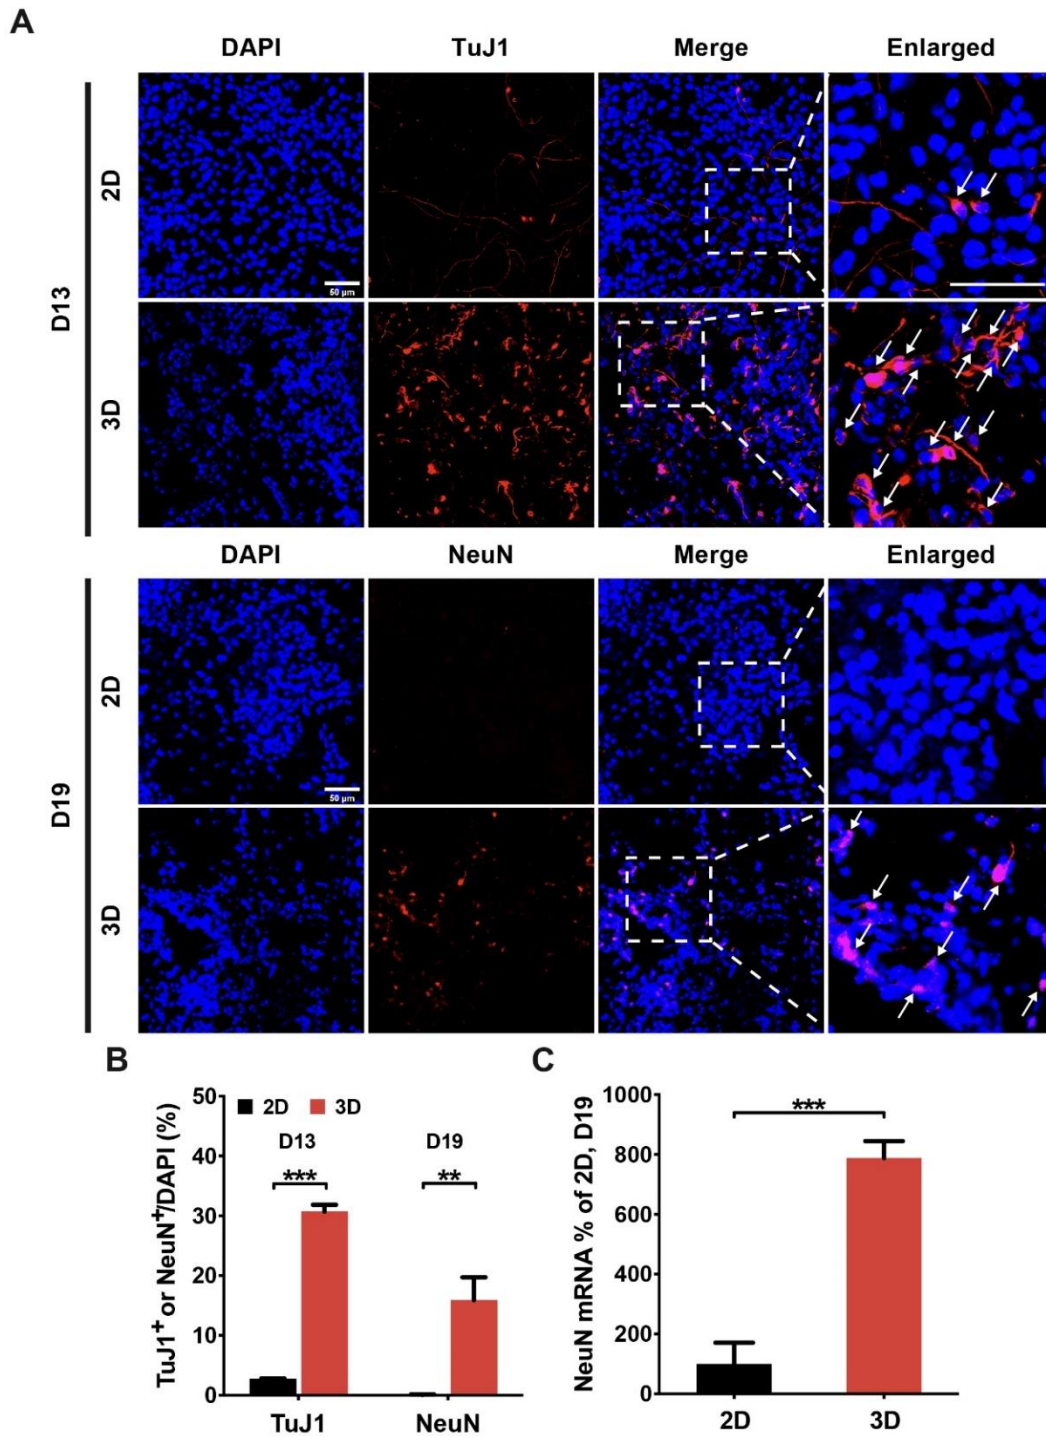 A
DAPI TuJ1 Merge Enlarged
D13
2D
50 µm
3D
DAPI NeuN Merge Enlarged
D19
2D
50 µm
3D
B
TuJ1⁺ or NeuN⁺/DAPI (%)
50
40
30
20
10
0
2D 3D
D13 D19
*** **
TuJ1 NeuN
C
NeuN mRNA % of 2D, D19
1000
800
600
400
200
100
0
***
2D 3D